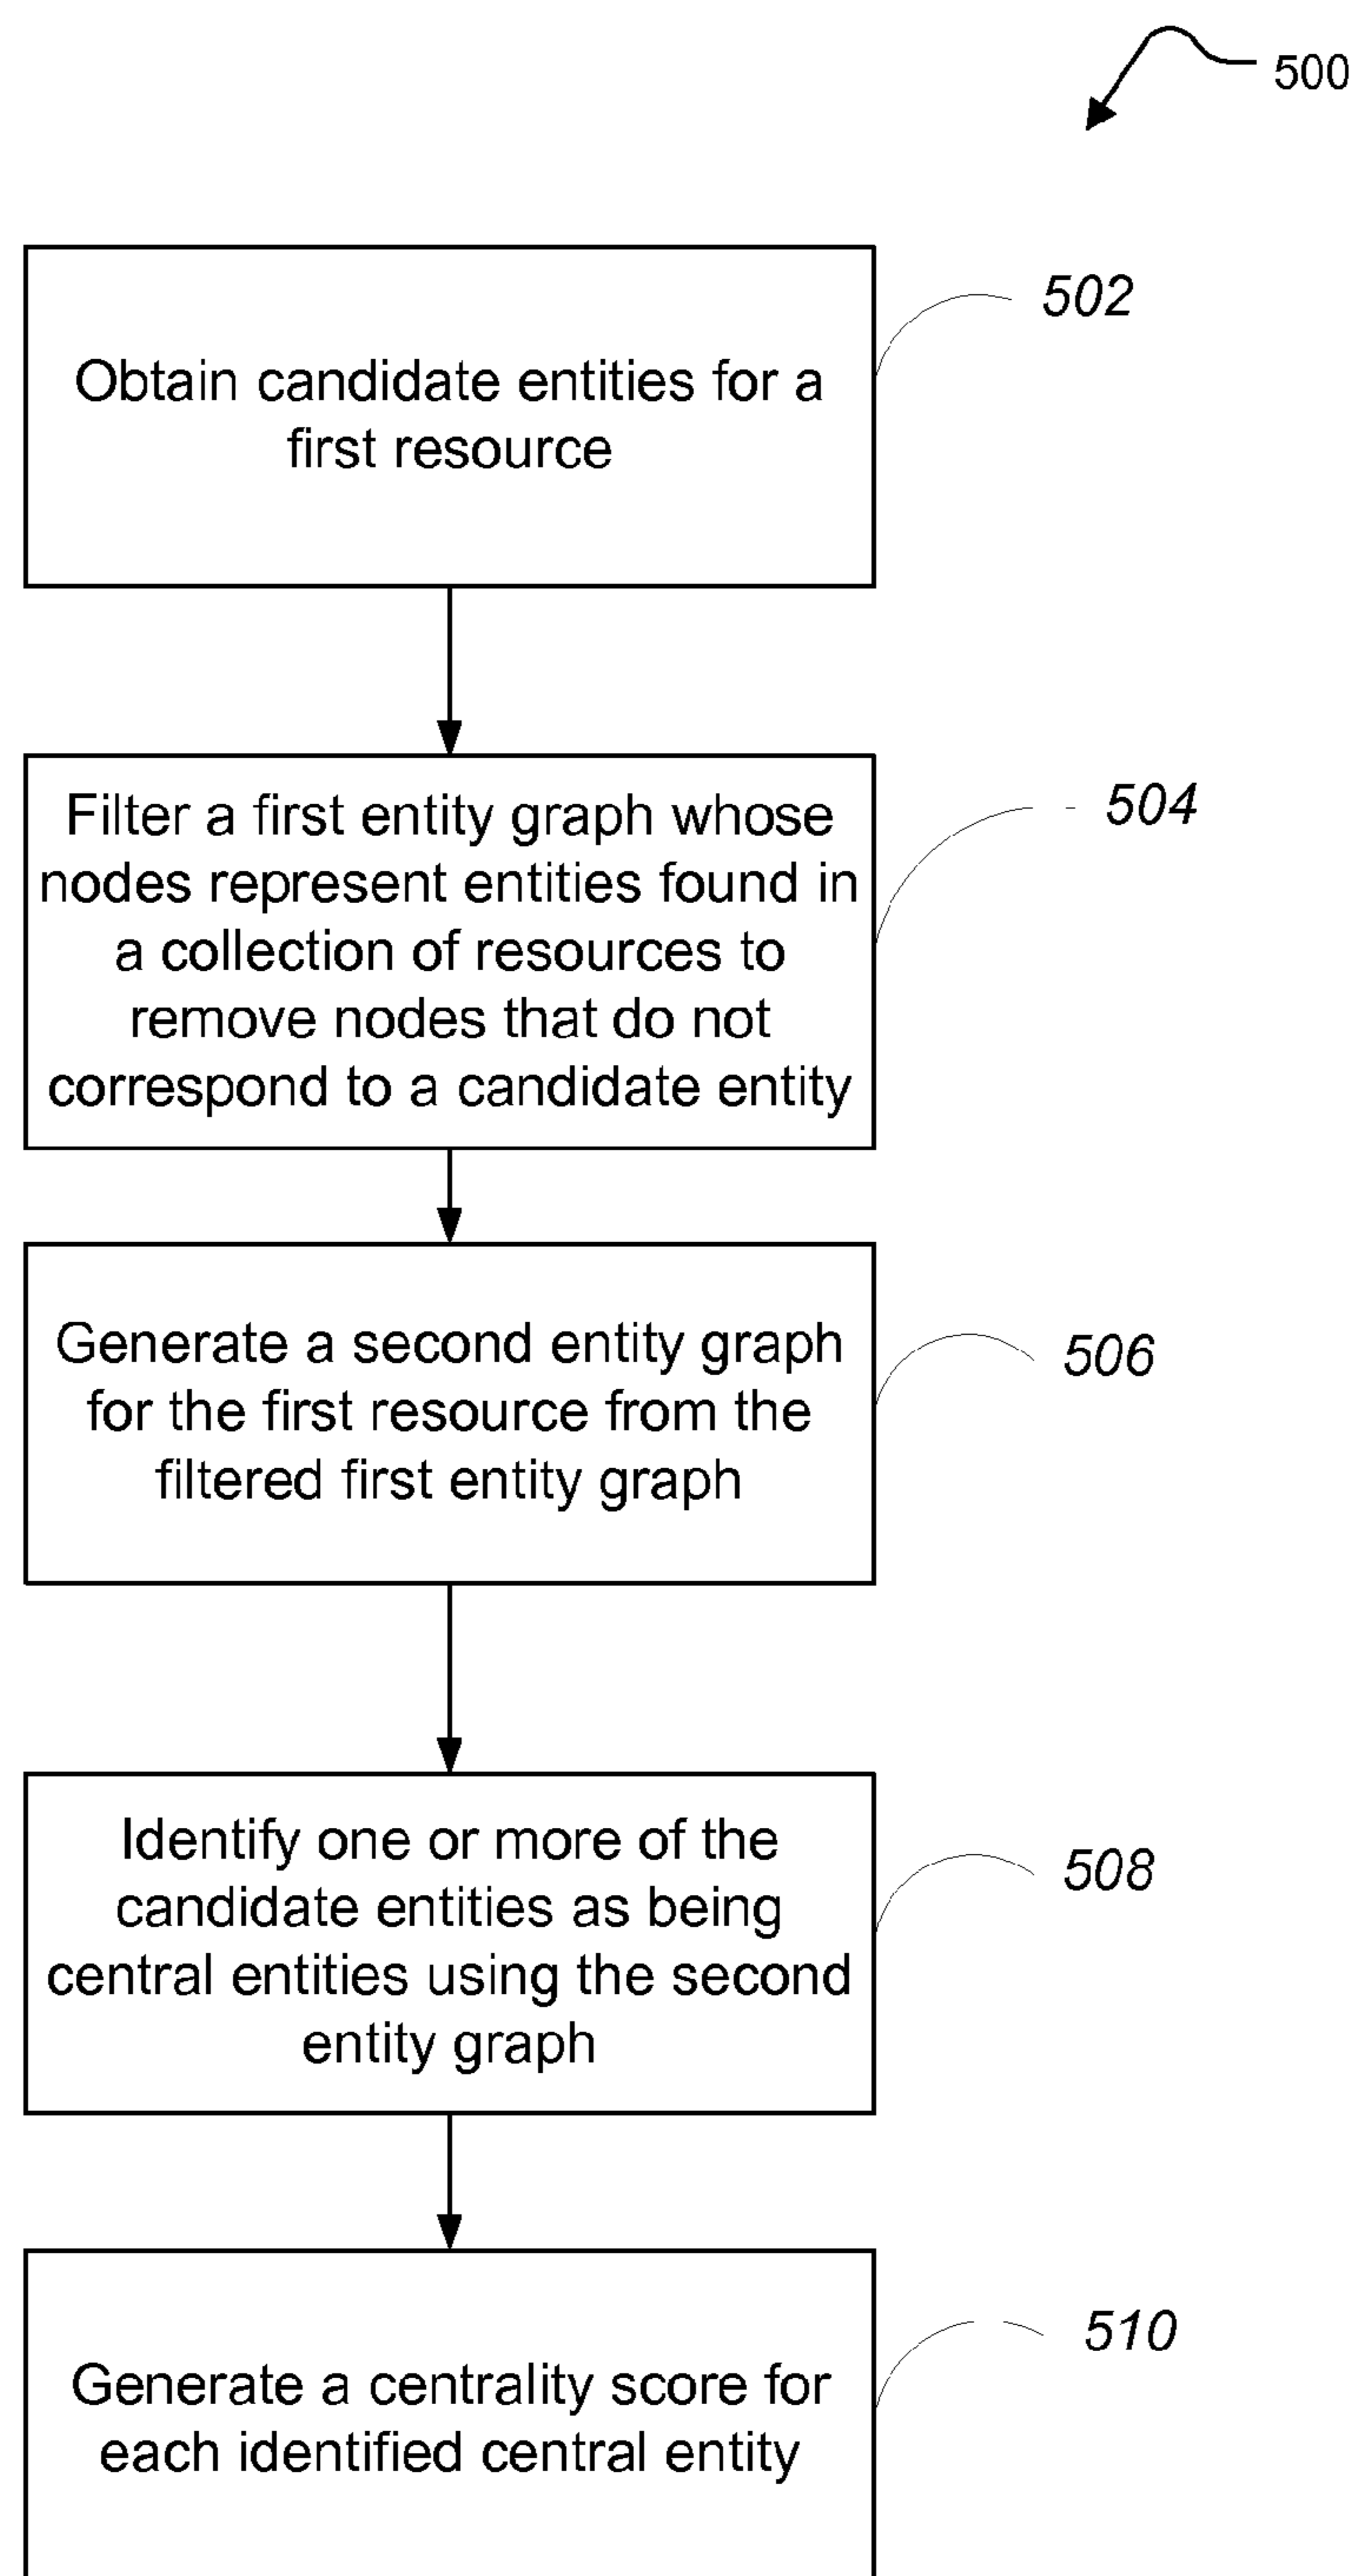 500
Obtain candidate entities for a
first resource
502
Filter a first entity graph whose
nodes represent entities found in
a collection of resources to
remove nodes that do not
correspond to a candidate entity
504
Generate a second entity graph
for the first resource from the
filtered first entity graph
506
Identify one or more of the
candidate entities as being
central entities using the second
entity graph
508
Generate a centrality score for
each identified central entity
510